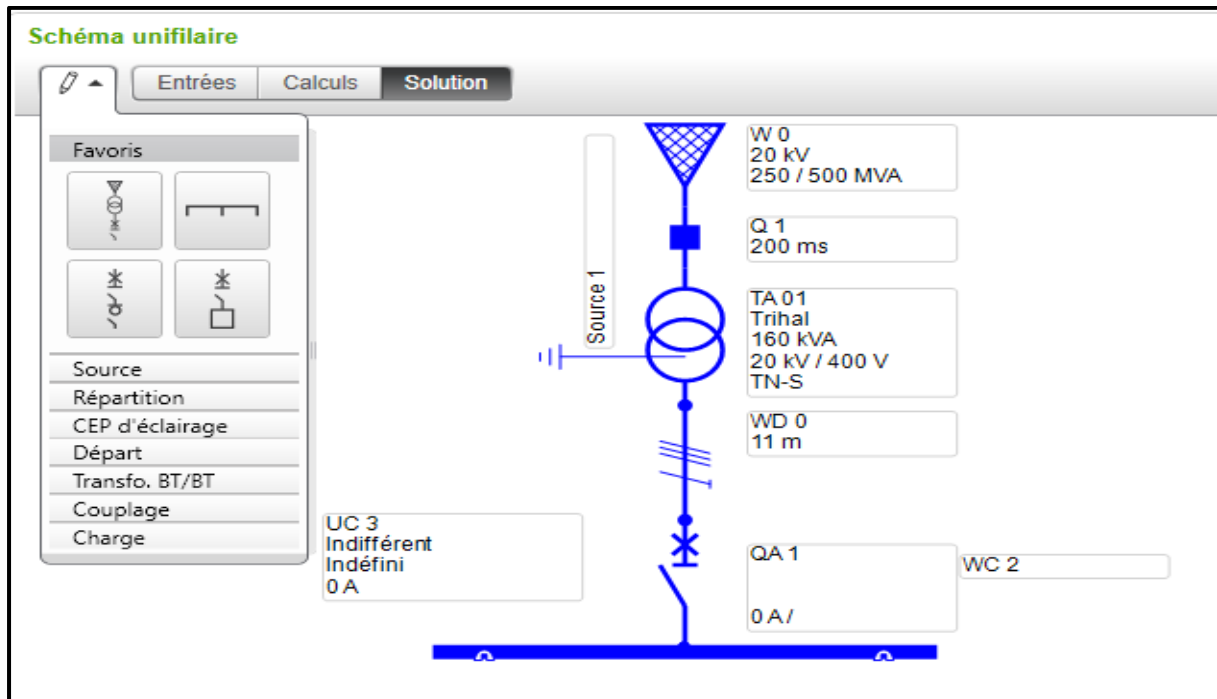 Schéma unifilaire
Entrées
Calculs
Solution
Favoris
Source
Répartition
CEP d'éclairage
Départ
Transfo. BT/BT
Couplage
Charge
Source 1
W 0
20 kV
250 / 500 MVA
Q 1
200 ms
TA 01
Trihal
160 kVA
20 kV / 400 V
TN-S
WD 0
11 m
UC 3
Indifférent
Indéfini
0 A
QA 1
0 A /
WC 2